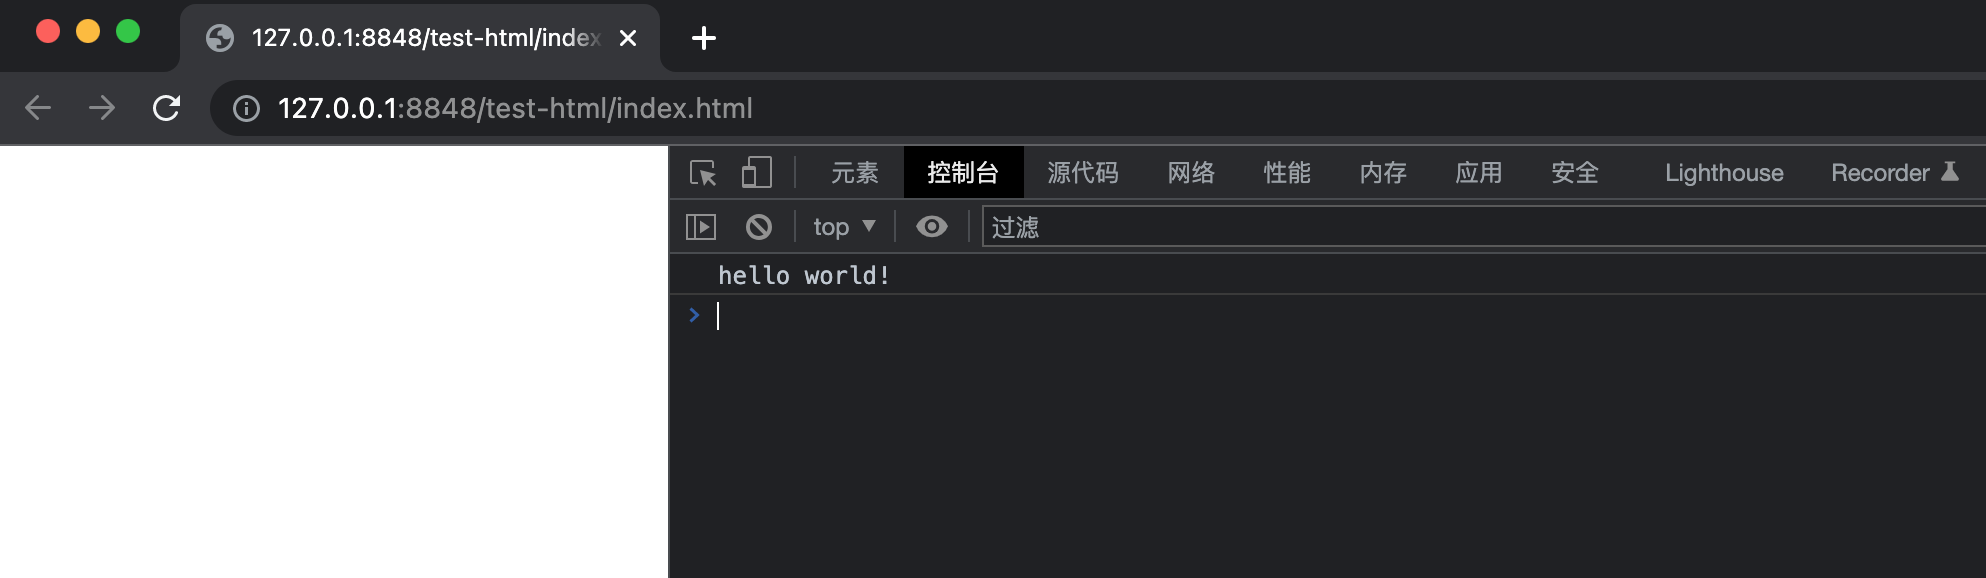 127.0.0.1:8848/test-html/index
127.0.0.1:8848/test-html/index.html
元素 控制台 源代码 网络 性能 内存 应用 安全 Lighthouse Recorder
top 过滤
hello world!